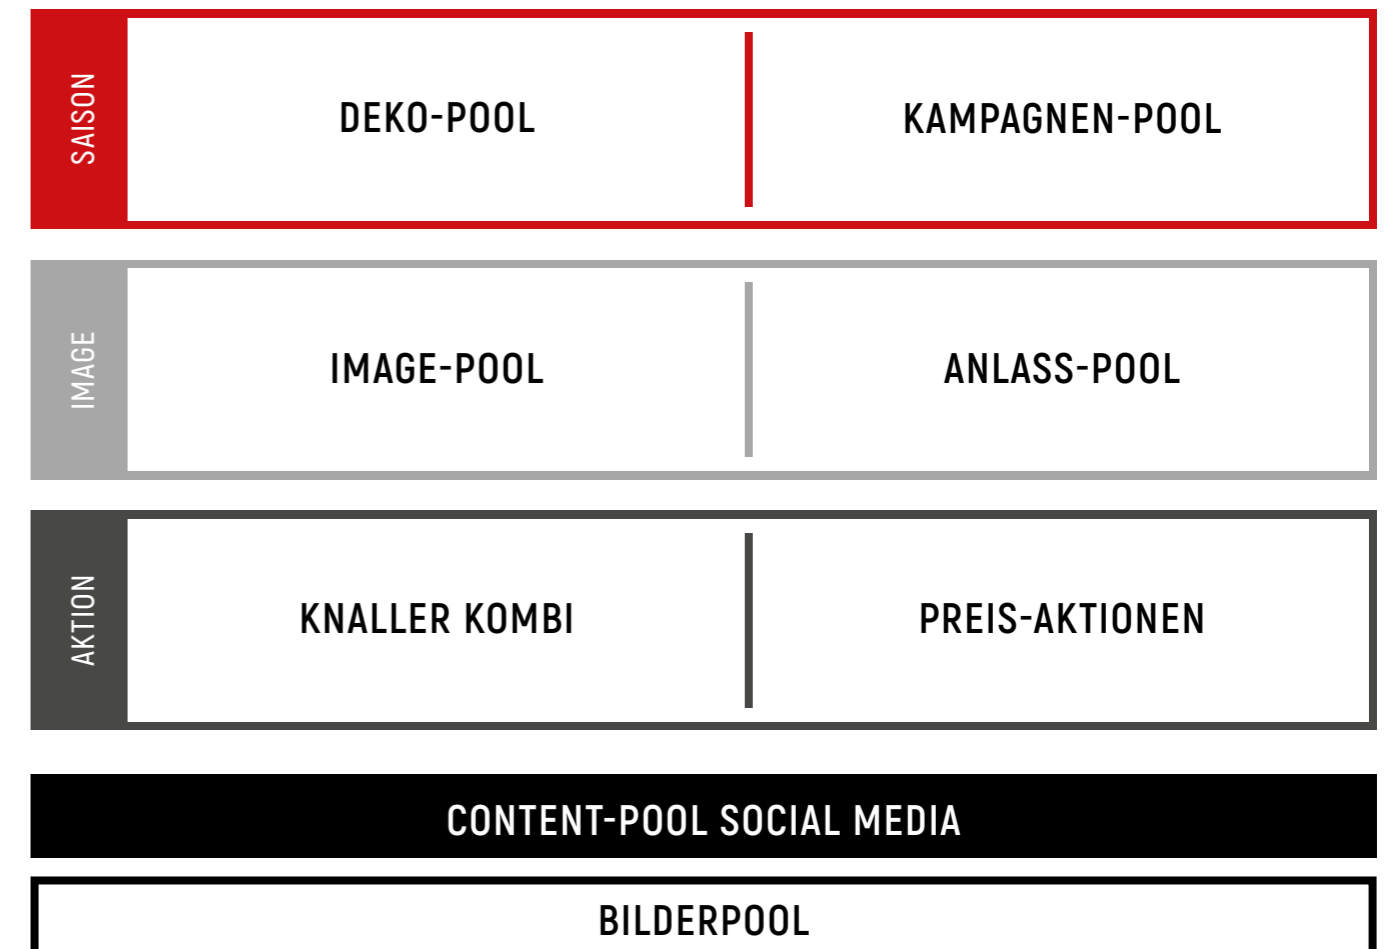 SAISON
DEKO-POOL
KAMPAGNEN-POOL
IMAGE
IMAGE-POOL
ANLASS-POOL
AKTION
KNALLER KOMBI
PREIS-AKTIONEN
CONTENT-POOL SOCIAL MEDIA
BILDERPOOL